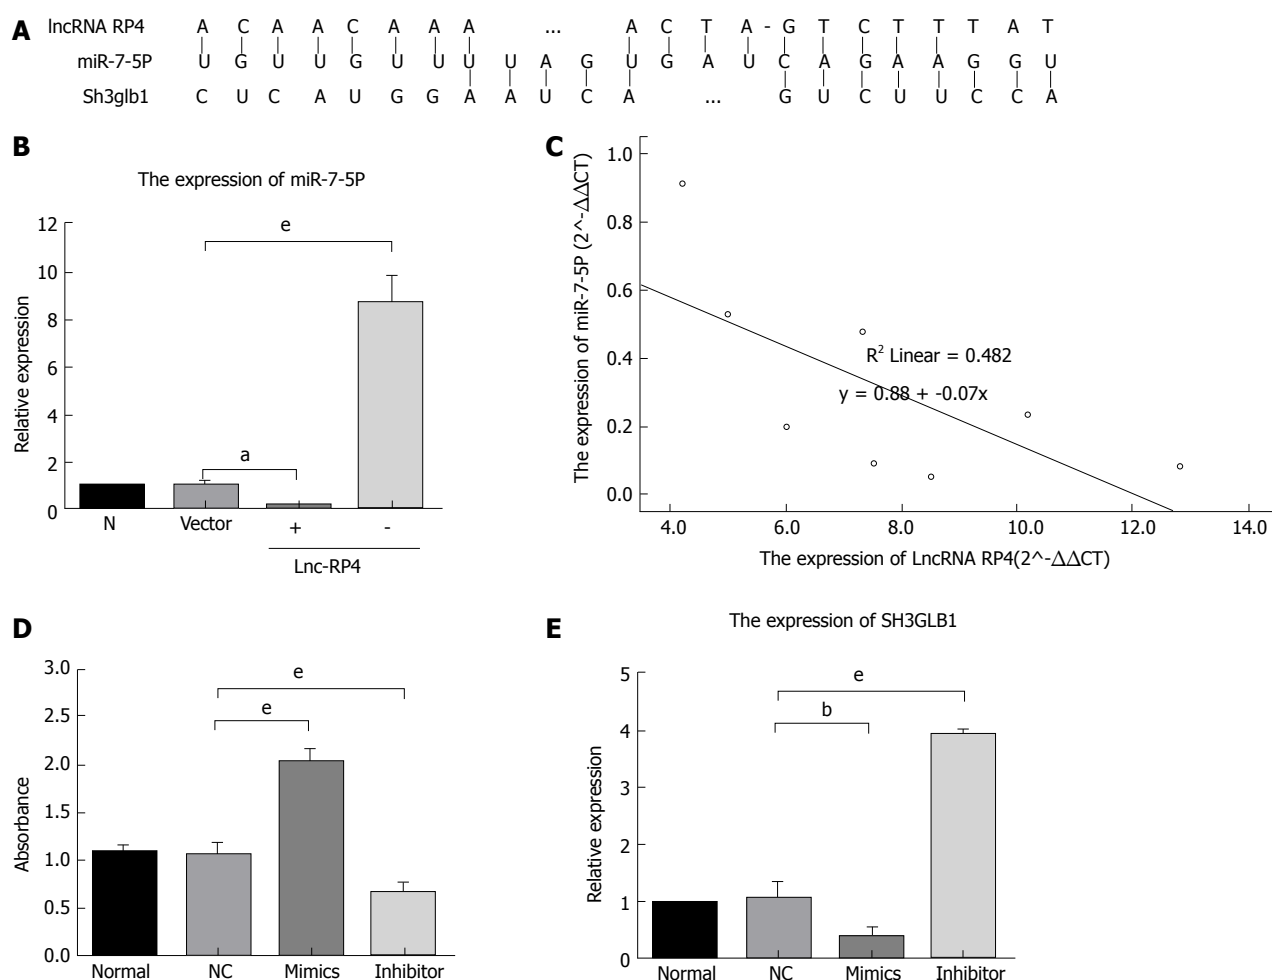 A
lncRNA RP4 A C A A C A A A ... A C T A - G T C T T T A T
miR-7-5P U G U U G U U U U A G U G A U C A G A A G G U
Sh3glb1 C U C A U G G A A U C A ... G U C U U C C A
B
The expression of miR-7-5P
Relative expression
12
10
8
6
4
2
0
e
a
N Vector + -
Lnc-RP4
C
The expression of miR-7-5P (2^-ΔΔCT)
1.0
0.8
0.6
0.4
0.2
0.0
R² Linear = 0.482
y = 0.88 + -0.07x
4.0 6.0 8.0 10.0 12.0 14.0
The expression of LncRNA RP4(2^-ΔΔCT)
D
Absorbance
3.0
2.5
2.0
1.5
1.0
0.5
0.0
e
e
Normal NC Mimics Inhibitor
E
The expression of SH3GLB1
Relative expression
5
4
3
2
1
0
e
b
Normal NC Mimics Inhibitor